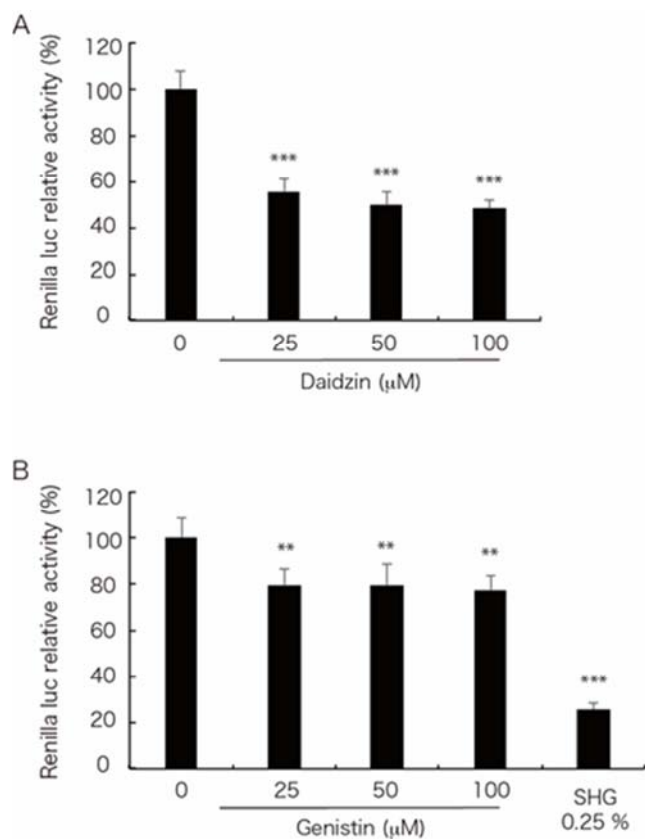 A
Renilla luc relative activity (%)
120
100
80
60
40
20
0
***
***
***
0 25 50 100
Daidzin (μM)
B
Renilla luc relative activity (%)
120
100
80
60
40
20
0
**
**
**
***
0 25 50 100 SHG
0.25 %
Genistin (μM)